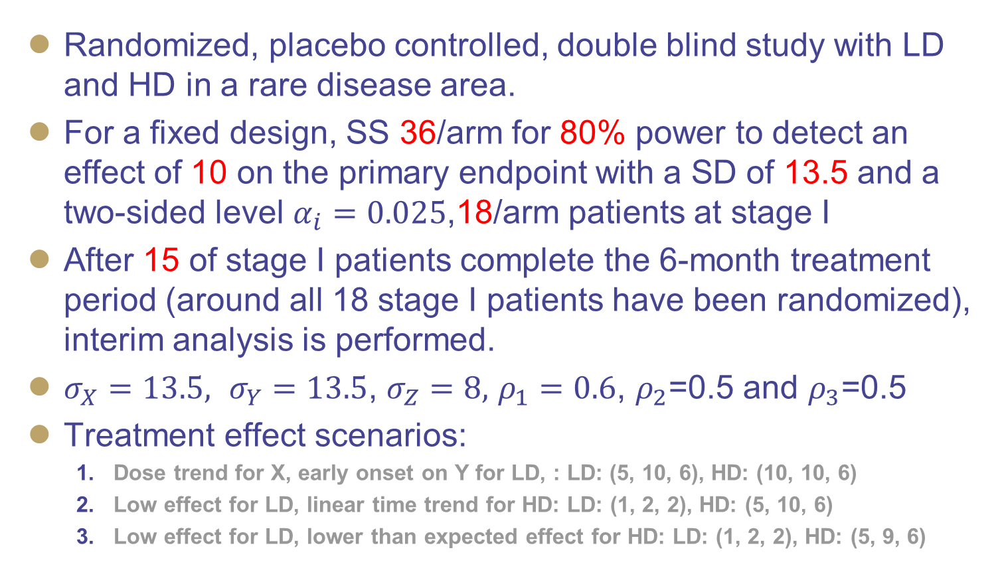 Randomized, placebo controlled, double blind study with LD
and HD in a rare disease area.
For a fixed design, SS 36/arm for 80% power to detect an
effect of 10 on the primary endpoint with a SD of 13.5 and a
two-sided level 𝛼𝑖 = 0.025,18/arm patients at stage I
After 15 of stage I patients complete the 6-month treatment
period (around all 18 stage I patients have been randomized),
interim analysis is performed.
𝜎𝑋 = 13.5, 𝜎𝑌 = 13.5, 𝜎𝑍 = 8, 𝜌1 = 0.6, 𝜌2=0.5 and 𝜌3=0.5
Treatment effect scenarios:
1. Dose trend for X, early onset on Y for LD, : LD: (5, 10, 6), HD: (10, 10, 6)
2. Low effect for LD, linear time trend for HD: LD: (1, 2, 2), HD: (5, 10, 6)
3. Low effect for LD, lower than expected effect for HD: LD: (1, 2, 2), HD: (5, 9, 6)